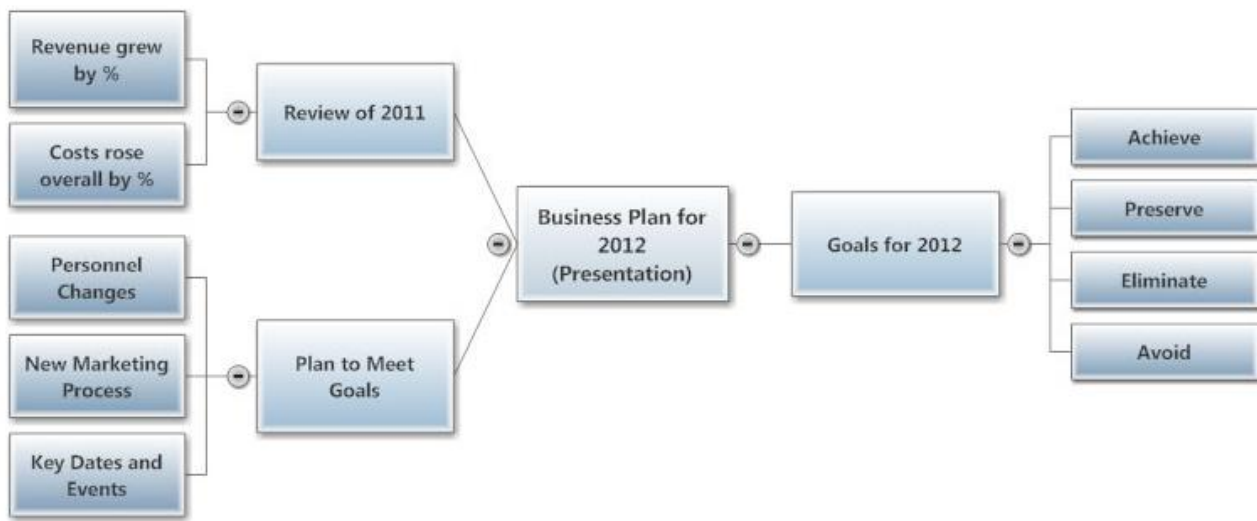 Revenue grew
by %
Costs rose
overall by %
Review of 2011
Personnel
Changes
New Marketing
Process
Key Dates and
Events
Plan to Meet
Goals
Business Plan for
2012
(Presentation)
Goals for 2012
Achieve
Preserve
Eliminate
Avoid